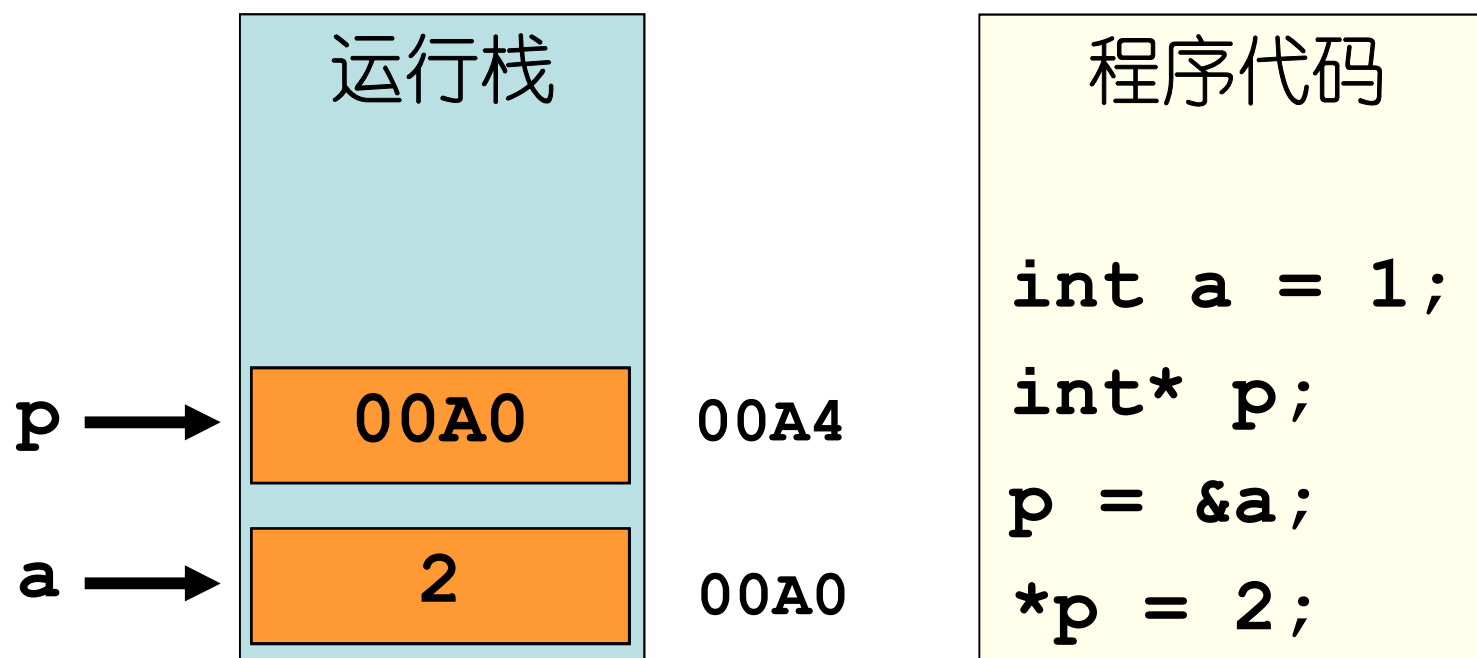 运行栈
p
00A0
00A4
a
2
00A0
程序代码
int a = 1;
int* p;
p = &a;
*p = 2;